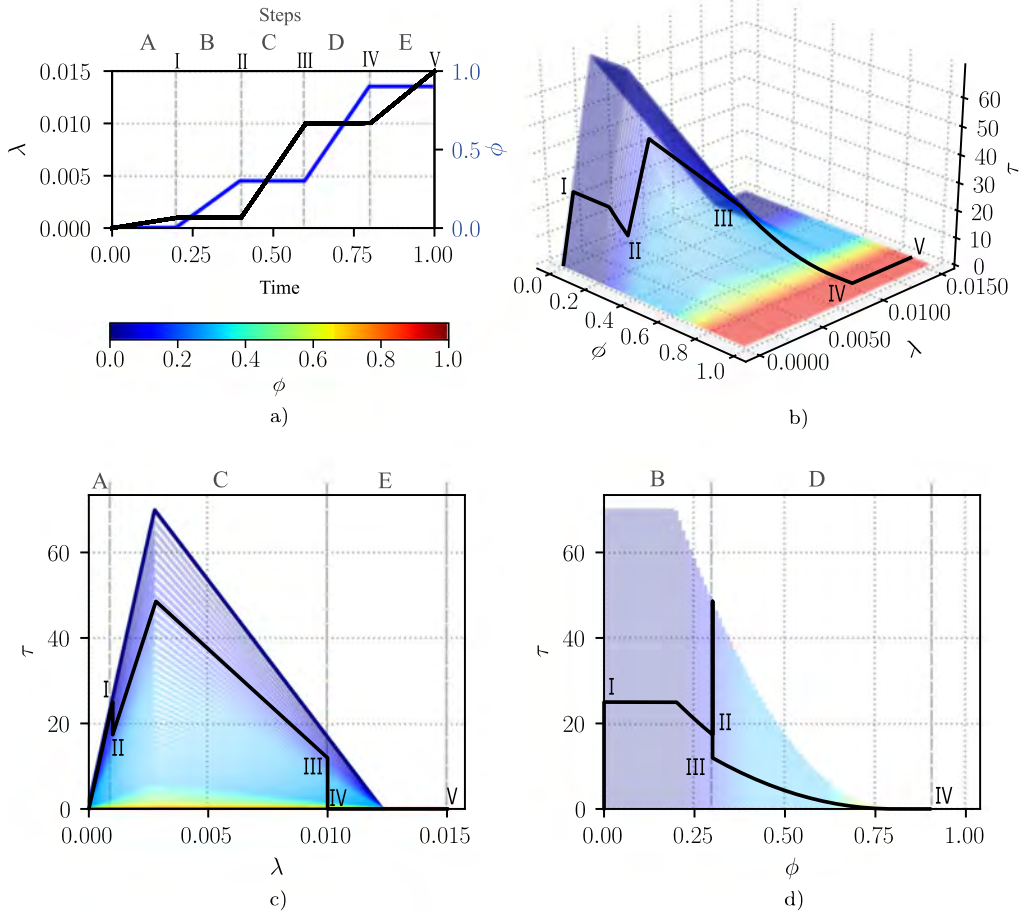 Steps
A B C D E
I II III IV V
0.015 1.0
0.010
0.5
0.005
0.000 0.0
λ
ϕ
0.00 0.25 0.50 0.75 1.00
Time
0.0 0.2 0.4 0.6 0.8 1.0
ϕ
a)
60
50
40
30
20
10
0
τ
I
II
III
IV
V
0.0
0.2
0.4
0.6
0.8
1.0
ϕ
0.0000
0.0050
0.0100
0.0150
λ
b)
A C E
60
40
20
0
τ
I
II
III
IV
V
0.000 0.005 0.010 0.015
λ
c)
B D
60
40
20
0
τ
I
II
III
IV
0.00 0.25 0.50 0.75 1.00
ϕ
d)